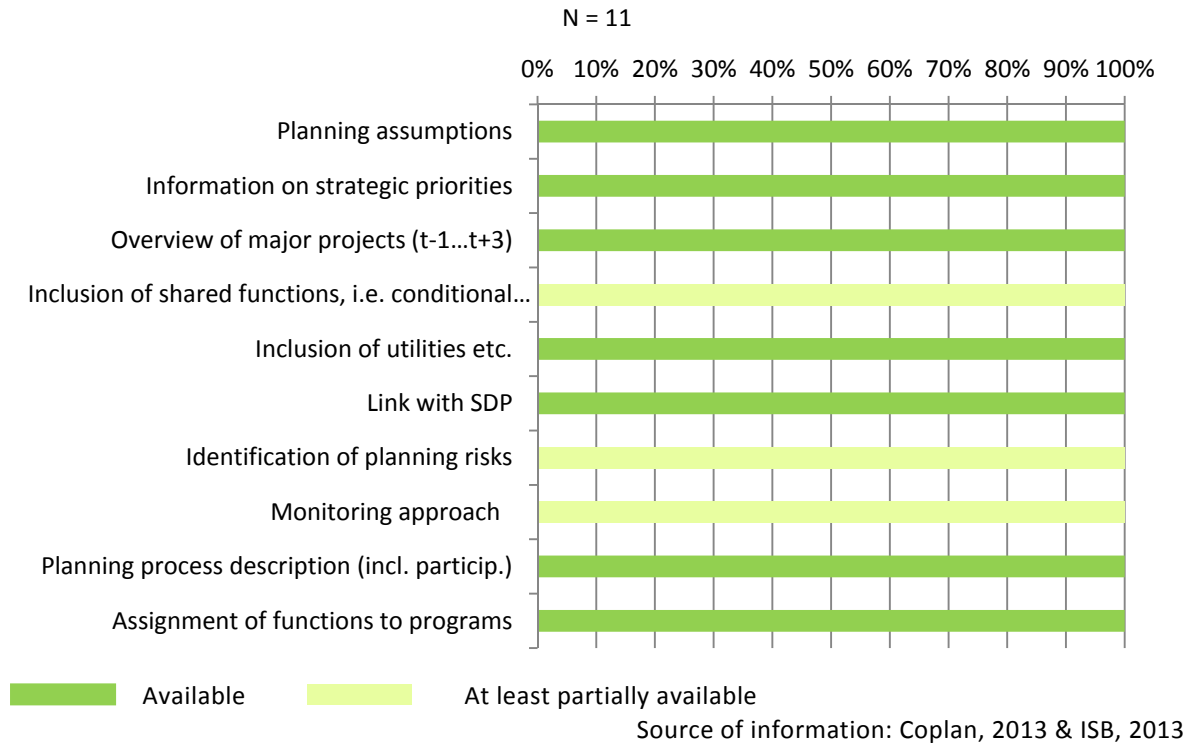 N = 11
0% 10% 20% 30% 40% 50% 60% 70% 80% 90% 100%
Planning assumptions
Information on strategic priorities
Overview of major projects (t-1...t+3)
Inclusion of shared functions, i.e. conditional...
Inclusion of utilities etc.
Link with SDP
Identification of planning risks
Monitoring approach
Planning process description (incl. particip.)
Assignment of functions to programs
Available At least partially available
Source of information: Coplan, 2013 & ISB, 2013